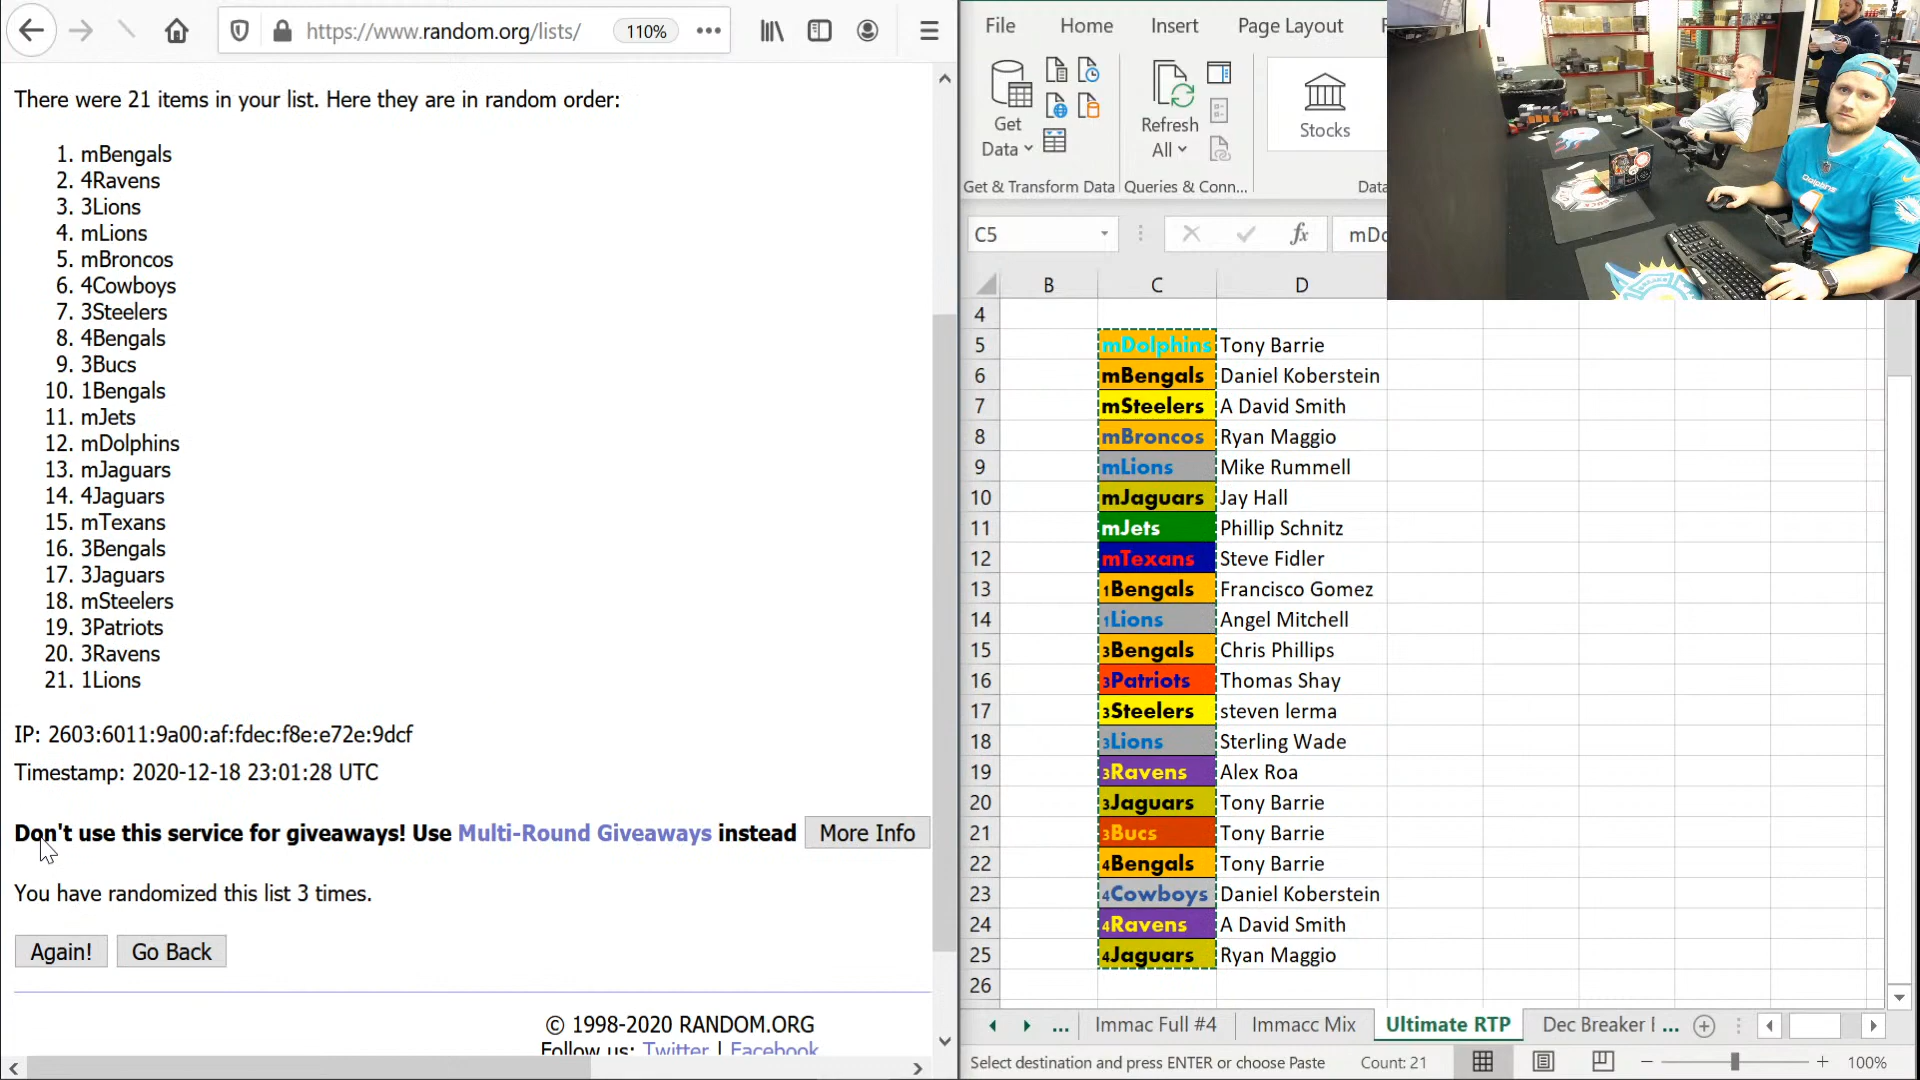 https://www.random.org/lists/
110%
There were 21 items in your list. Here they are in random order:
1. mBengals
2. 4Ravens
3. 3Lions
4. mLions
5. mBroncos
6. 4Cowboys
7. 3Steelers
8. 4Bengals
9. 3Bucs
10. 1Bengals
11. mJets
12. mDolphins
13. mJaguars
14. 4Jaguars
15. mTexans
16. 3Bengals
17. 3Jaguars
18. mSteelers
19. 3Patriots
20. 3Ravens
21. 1Lions
IP: 2603:6011:9a00:af:fdec:f8e:e72e:9dcf
Timestamp: 2020-12-18 23:01:28 UTC
Don't use this service for giveaways! Use Multi-Round Giveaways instead More Info
You have randomized this list 3 times.
Again! Go Back
© 1998-2020 RANDOM.ORG
Follow us: Twitter | Facebook
File Home Insert Page Layout
Get Data
Refresh All
Stocks
Get & Transform Data Queries & Conn... Data
C5 fx mDo
B C D
4
5 mDolphins Tony Barrie
6 mBengals Daniel Koberstein
7 mSteelers A David Smith
8 mBroncos Ryan Maggio
9 mLions Mike Rummell
10 mJaguars Jay Hall
11 mJets Phillip Schnitz
12 mTexans Steve Fidler
13 1Bengals Francisco Gomez
14 1Lions Angel Mitchell
15 3Bengals Chris Phillips
16 3Patriots Thomas Shay
17 3Steelers steven lerma
18 3Lions Sterling Wade
19 3Ravens Alex Roa
20 3Jaguars Tony Barrie
21 3Bucs Tony Barrie
22 4Bengals Tony Barrie
23 4Cowboys Daniel Koberstein
24 4Ravens A David Smith
25 4Jaguars Ryan Maggio
26
... Immac Full #4 Immacc Mix Ultimate RTP Dec Breaker ...
Select destination and press ENTER or choose Paste Count: 21 100%